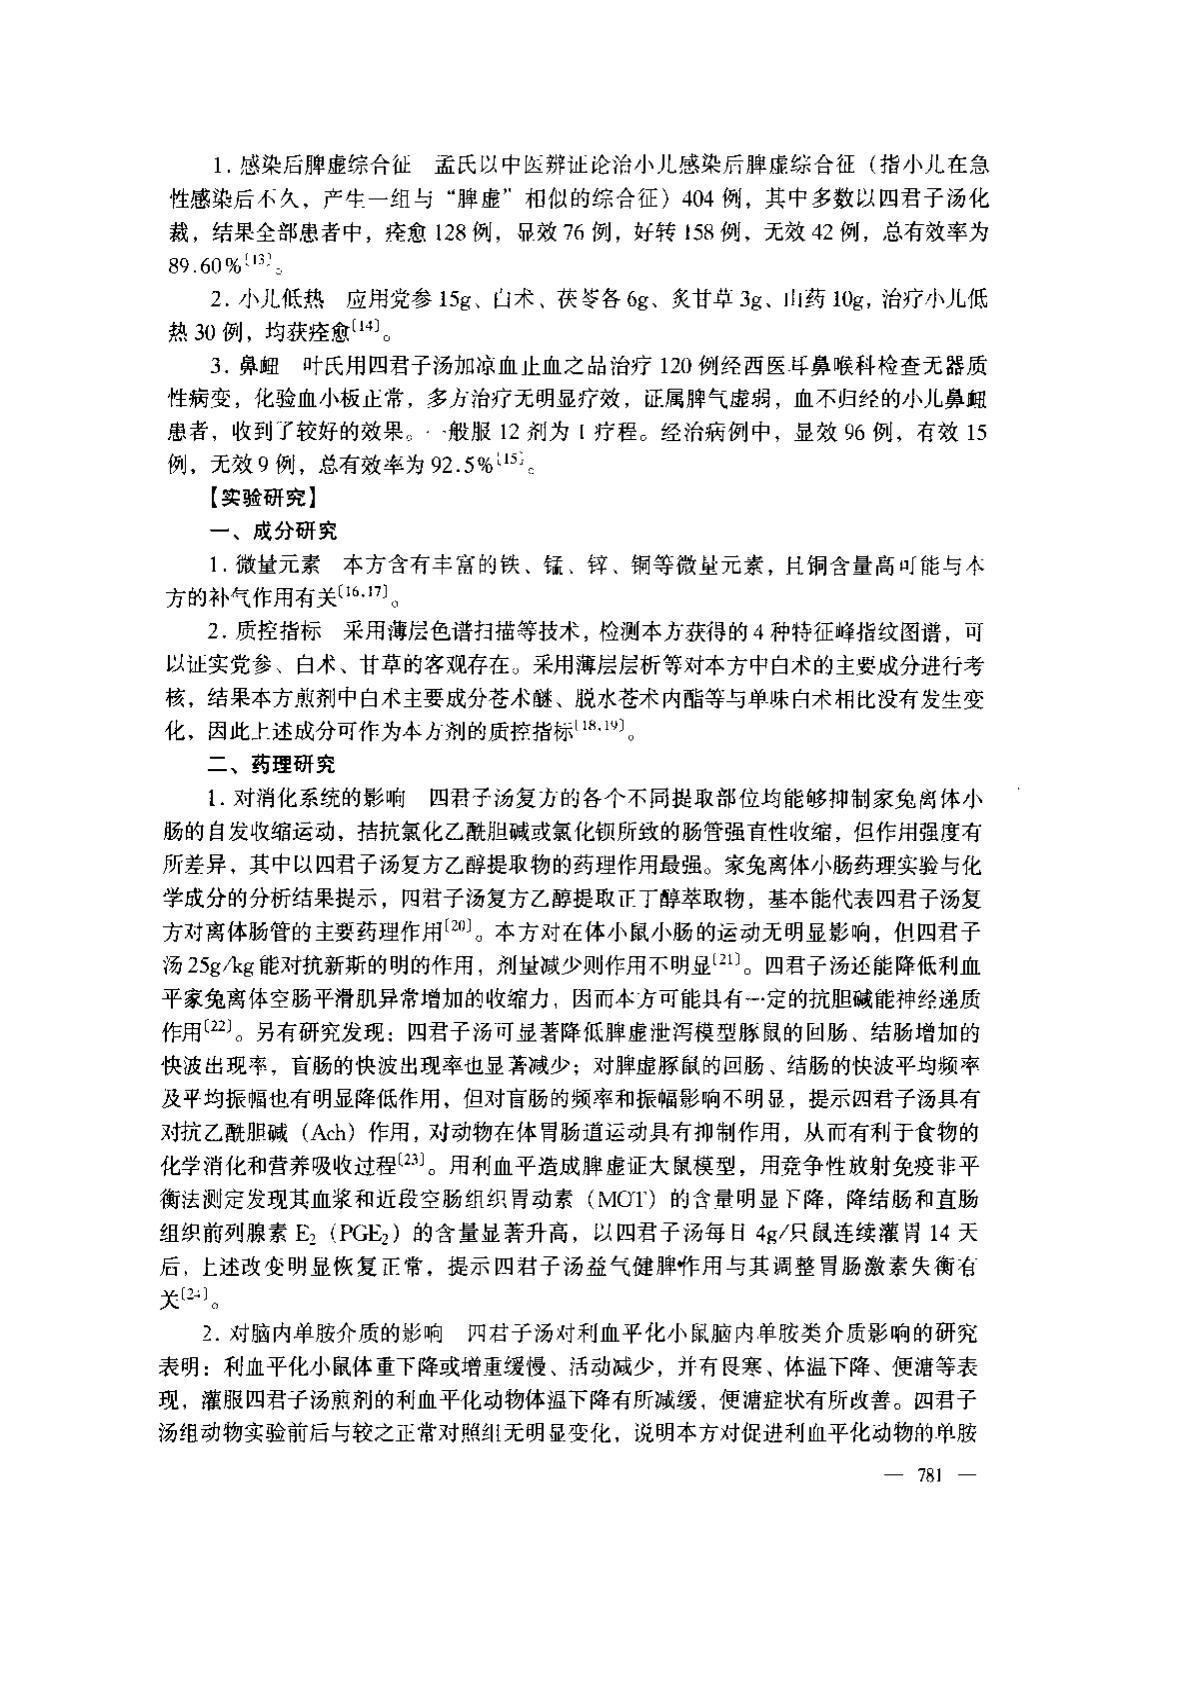 1. 感染后脾虚综合征　孟氏以中医辨证论治小儿感染后脾虚综合征（指小儿在急
性感染后不久，产生一组与“脾虚”相似的综合征）404 例，其中多数以四君子汤化
裁，结果全部患者中，痊愈 128 例，显效 76 例，好转 158 例，无效 42 例，总有效率为
89.60%〔13〕。
2. 小儿低热　应用党参 15g、白术、茯苓各 6g、炙甘草 3g、山药 10g，治疗小儿低
热 30 例，均获痊愈〔14〕。
3. 鼻衄　叶氏用四君子汤加凉血止血之品治疗 120 例经西医耳鼻喉科检查无器质
性病变，化验血小板正常，多方治疗无明显疗效，证属脾气虚弱，血不归经的小儿鼻衄
患者，收到了较好的效果。一般服 12 剂为 1 疗程。经治病例中，显效 96 例，有效 15
例，无效 9 例，总有效率为 92.5%〔15〕。
【实验研究】
一、成分研究
1. 微量元素　本方含有丰富的铁、锰、锌、铜等微量元素，且铜含量高可能与本
方的补气作用有关〔16,17〕。
2. 质控指标　采用薄层色谱扫描等技术，检测本方获得的 4 种特征峰指纹图谱，可
以证实党参、白术、甘草的客观存在。采用薄层层析等对本方中白术的主要成分进行考
核，结果本方煎剂中白术主要成分苍术醚、脱水苍术内酯等与单味白术相比没有发生变
化，因此上述成分可作为本方剂的质控指标〔18,19〕。
二、药理研究
1. 对消化系统的影响　四君子汤复方的各个不同提取部位均能够抑制家兔离体小
肠的自发收缩运动，拮抗氯化乙酰胆碱或氯化钡所致的肠管强直性收缩，但作用强度有
所差异，其中以四君子汤复方乙醇提取物的药理作用最强。家兔离体小肠药理实验与化
学成分的分析结果提示，四君子汤复方乙醇提取正丁醇萃取物，基本能代表四君子汤复
方对离体肠管的主要药理作用〔20〕。本方对在体小鼠小肠的运动无明显影响，但四君子
汤 25g/kg 能对抗新斯的明的作用，剂量减少则作用不明显〔21〕。四君子汤还能降低利血
平家兔离体空肠平滑肌异常增加的收缩力，因而本方可能具有一定的抗胆碱能神经递质
作用〔22〕。另有研究发现：四君子汤可显著降低脾虚泄泻模型豚鼠的回肠、结肠增加的
快波出现率，盲肠的快波出现率也显著减少；对脾虚豚鼠的回肠、结肠的快波平均频率
及平均振幅也有明显降低作用，但对盲肠的频率和振幅影响不明显，提示四君子汤具有
对抗乙酰胆碱（Ach）作用，对动物在体胃肠道运动具有抑制作用，从而有利于食物的
化学消化和营养吸收过程〔23〕。用利血平造成脾虚证大鼠模型，用竞争性放射免疫非平
衡法测定发现其血浆和近段空肠组织胃动素（MOT）的含量明显下降，降结肠和直肠
组织前列腺素 E₂（PGE₂）的含量显著升高，以四君子汤每日 4g/只鼠连续灌胃 14 天
后，上述改变明显恢复正常，提示四君子汤益气健脾作用与其调整胃肠激素失衡有
关〔24〕。
2. 对脑内单胺介质的影响　四君子汤对利血平化小鼠脑内单胺类介质影响的研究
表明：利血平化小鼠体重下降或增重缓慢、活动减少，并有畏寒、体温下降、便溏等表
现，灌服四君子汤煎剂的利血平化动物体温下降有所减缓，便溏症状有所改善。四君子
汤组动物实验前后与较之正常对照组无明显变化，说明本方对促进利血平化动物的单胺
— 781 —